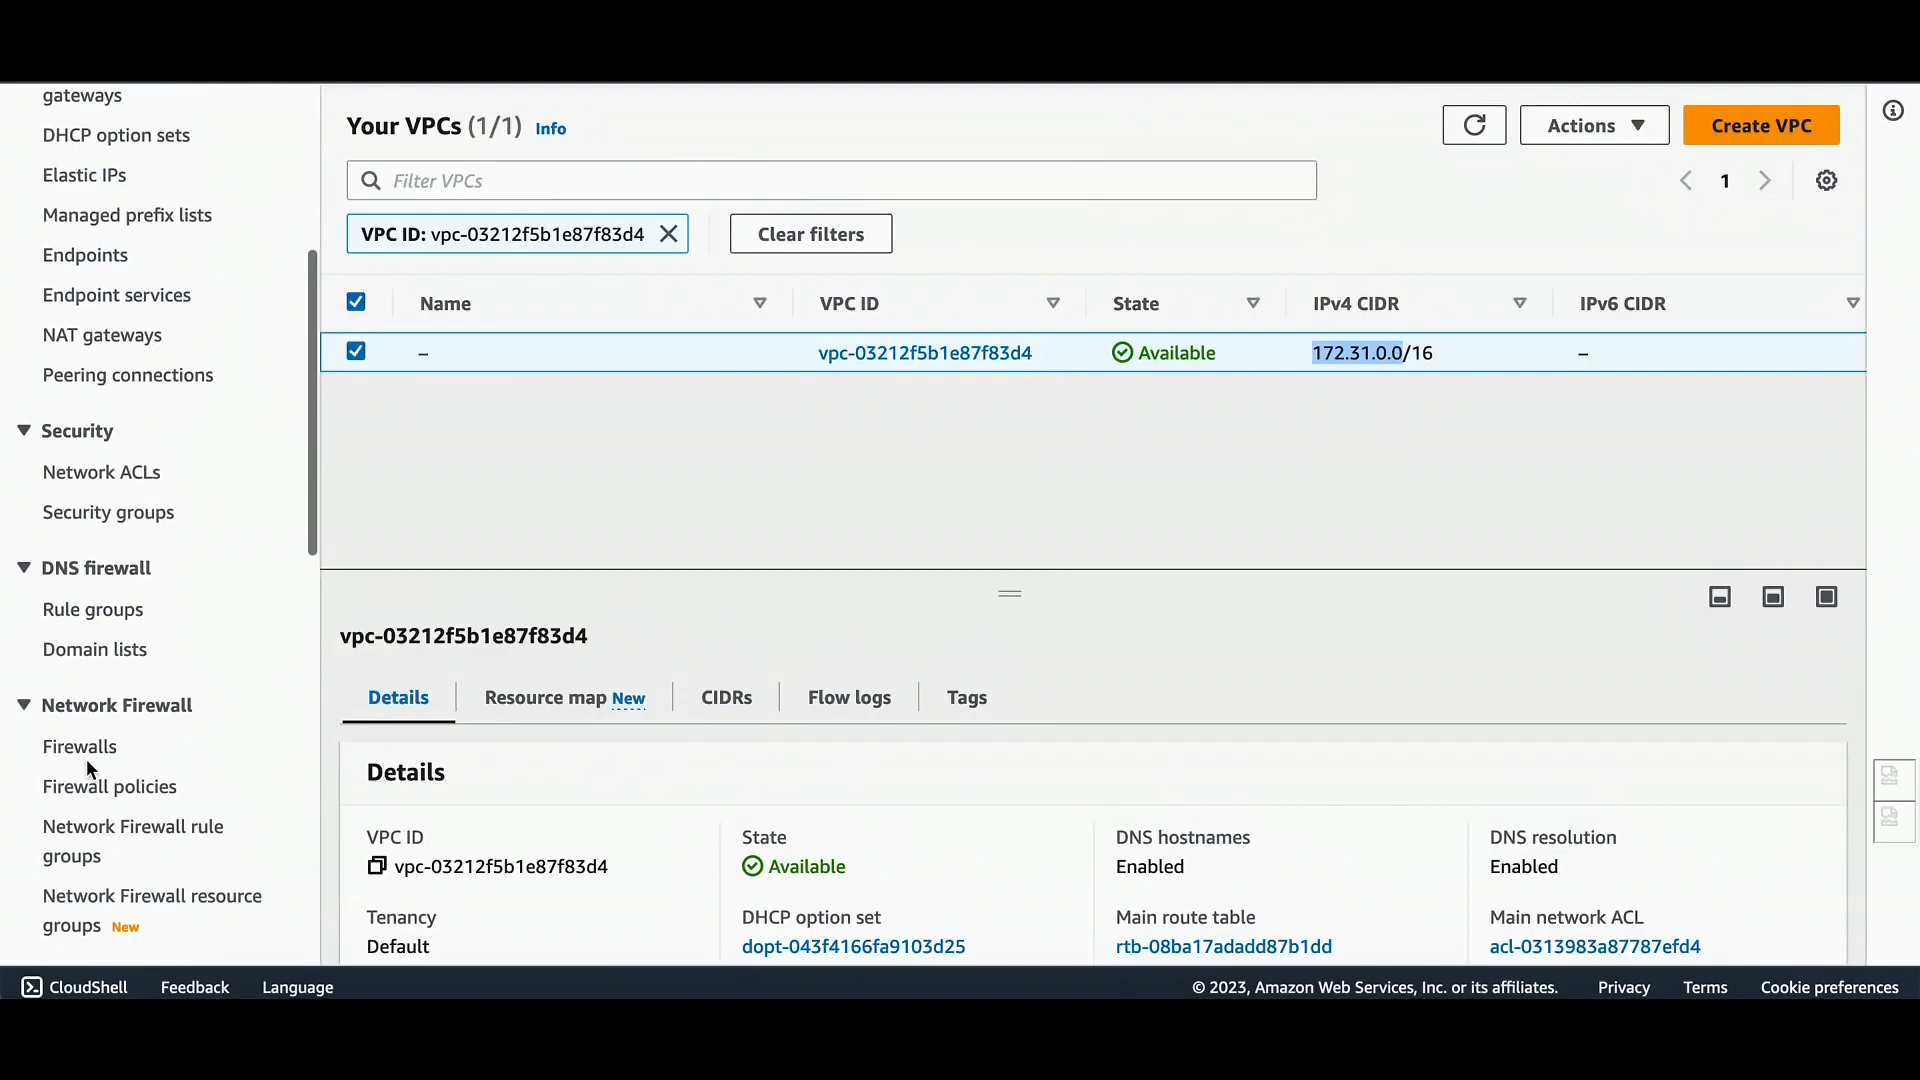 gateways
DHCP option sets
Elastic IPs
Managed prefix lists
Endpoints
Endpoint services
NAT gateways
Peering connections
Security
Network ACLs
Security groups
DNS firewall
Rule groups
Domain lists
Network Firewall
Firewalls
Firewall policies
Network Firewall rule
groups
Network Firewall resource
groups New
Your VPCs (1/1) Info
Actions
Create VPC
Filter VPCs
1
VPC ID: vpc-03212f5b1e87f83d4
Clear filters
Name VPC ID State IPv4 CIDR IPv6 CIDR
– vpc-03212f5b1e87f83d4 Available 172.31.0.0/16 –
vpc-03212f5b1e87f83d4
Details Resource map New CIDRs Flow logs Tags
Details
VPC ID State DNS hostnames DNS resolution
vpc-03212f5b1e87f83d4 Available Enabled Enabled
Tenancy DHCP option set Main route table Main network ACL
Default dopt-043f4166fa9103d25 rtb-08ba17adadd87b1dd acl-0313983a87787efd4
CloudShell Feedback Language © 2023, Amazon Web Services, Inc. or its affiliates. Privacy Terms Cookie preferences